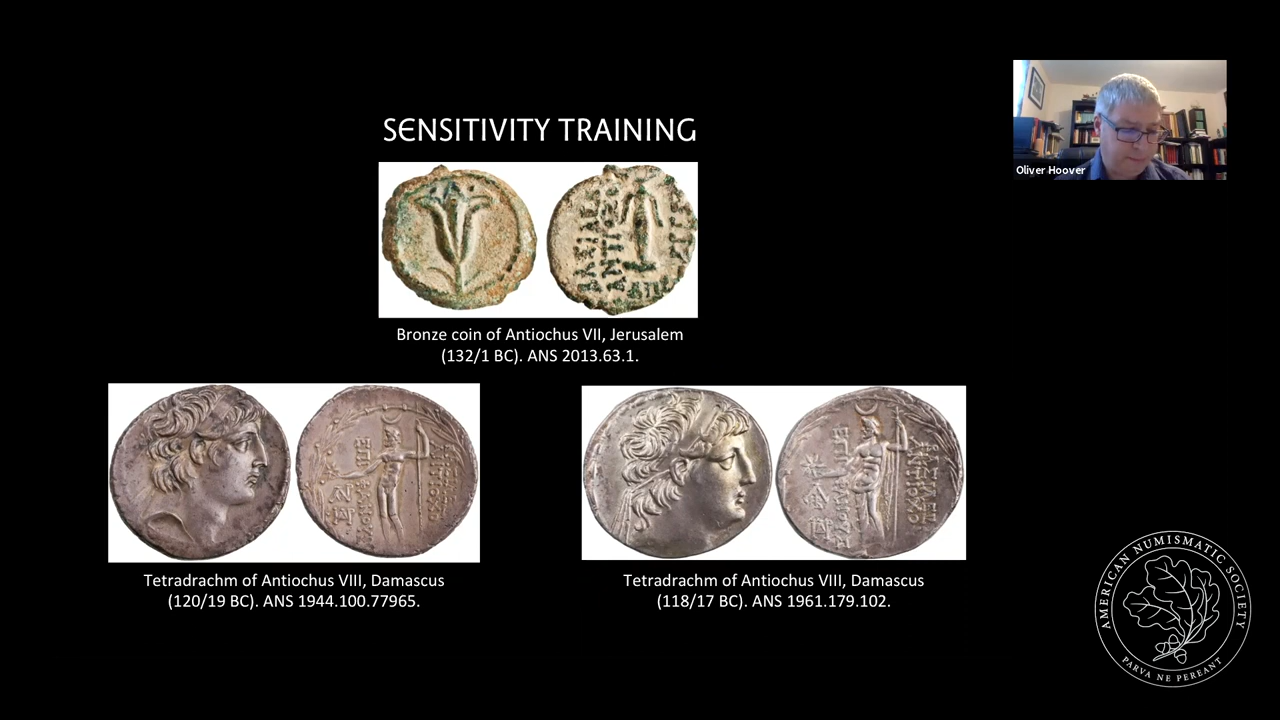 SENSITIVITY TRAINING
Oliver Hoover
Bronze coin of Antiochus VII, Jerusalem
(132/1 BC). ANS 2013.63.1.
Tetradrachm of Antiochus VIII, Damascus
(120/19 BC). ANS 1944.100.77965.
Tetradrachm of Antiochus VIII, Damascus
(118/17 BC). ANS 1961.179.102.
AMERICAN NUMISMATIC SOCIETY
PARVA NE PEREANT